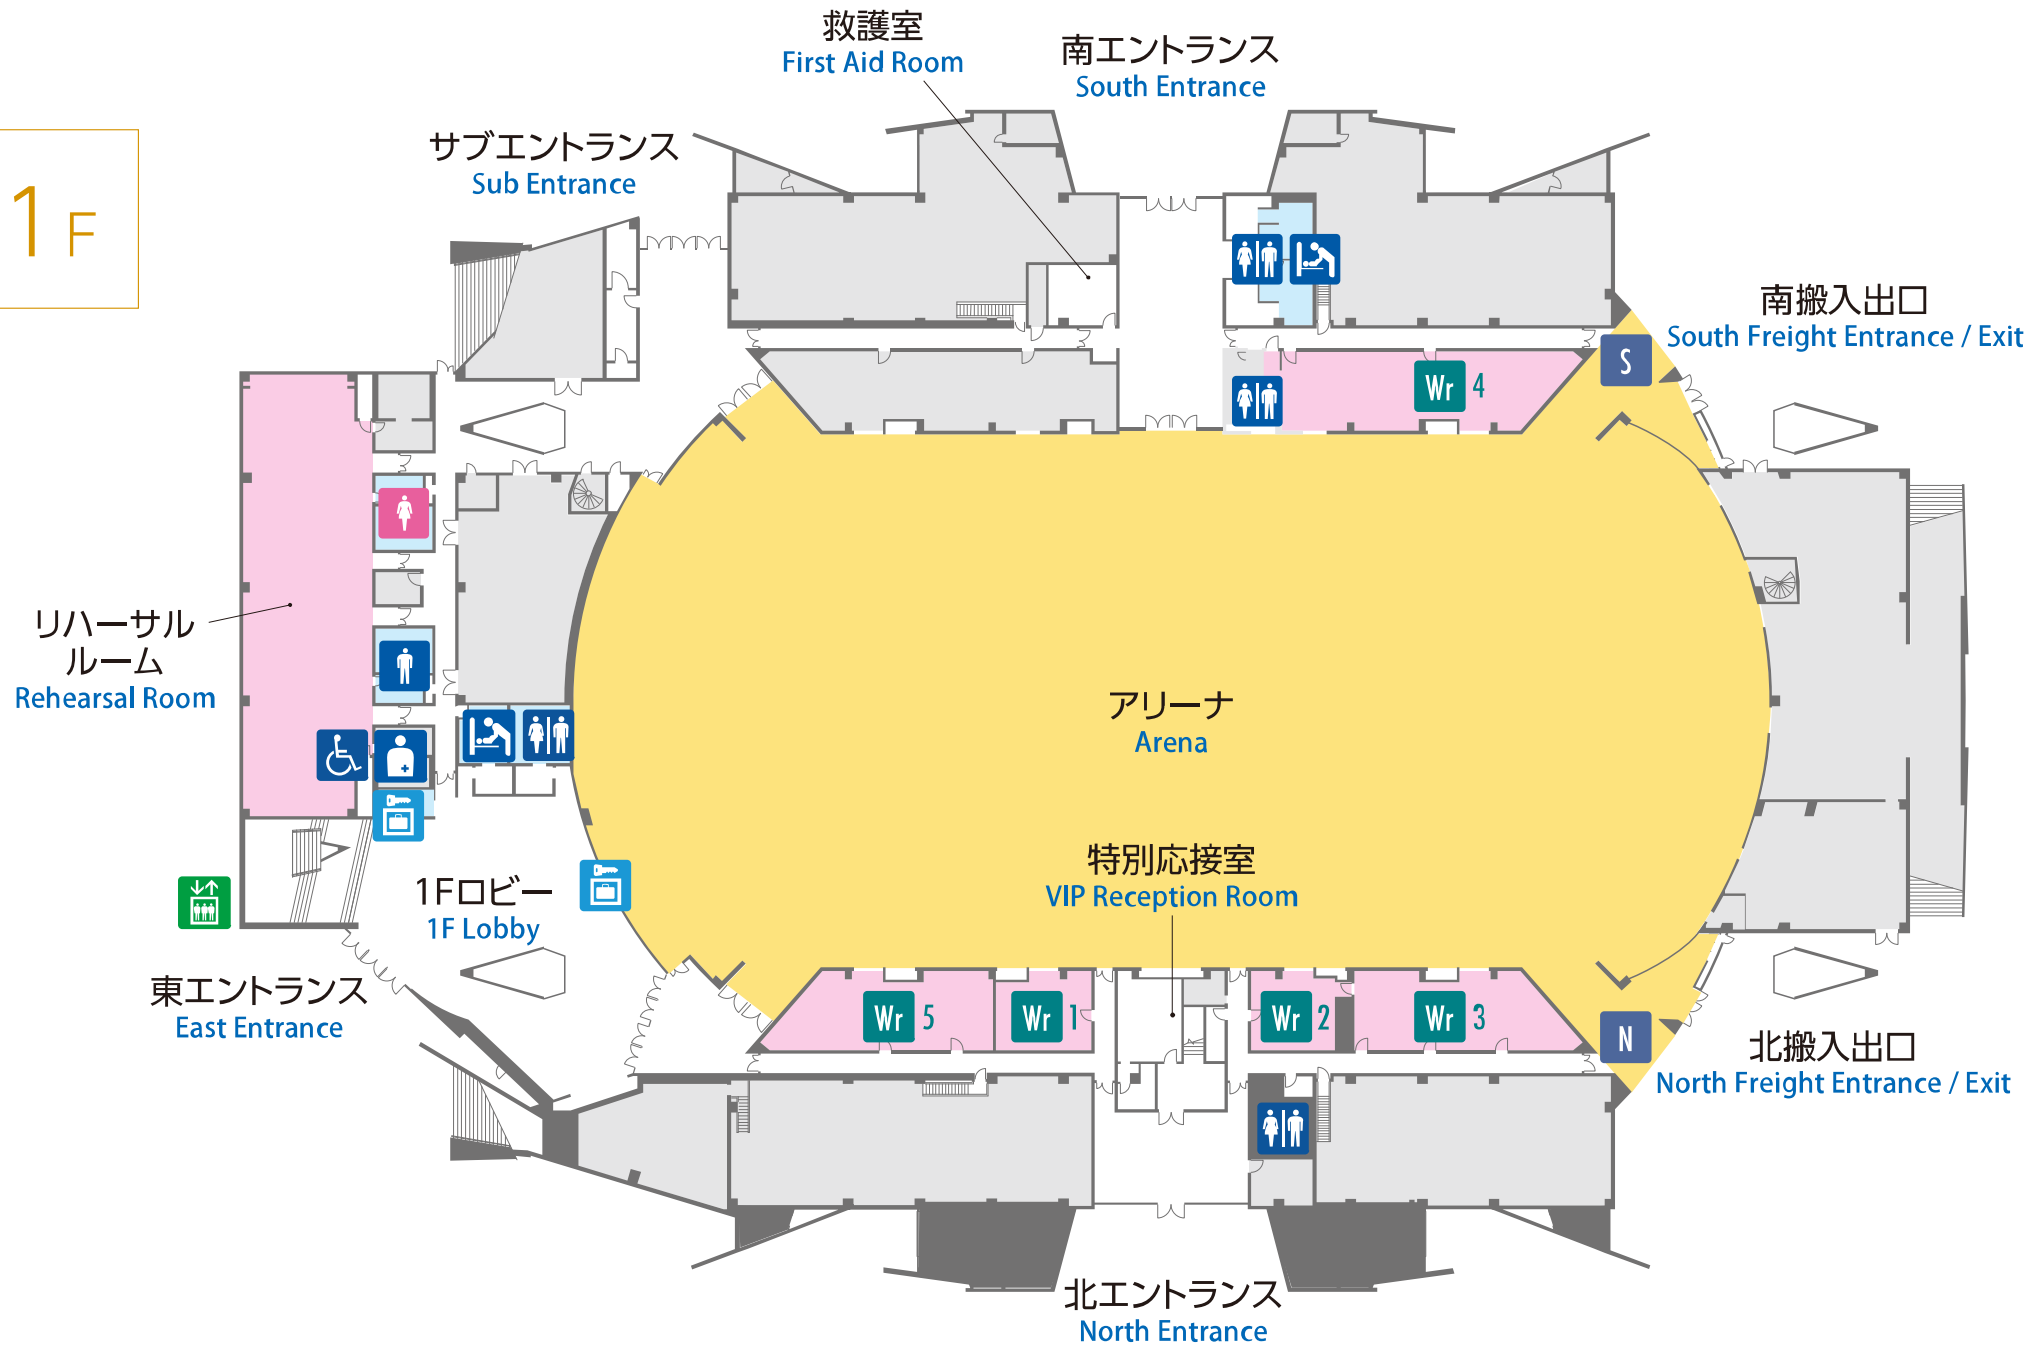 救護室
First Aid Room
南エントランス
South Entrance
1F
サブエントランス
Sub Entrance
南搬入出口
South Freight Entrance / Exit
S
Wr 4
リハーサル
ルーム
Rehearsal Room
アリーナ
Arena
特別応接室
VIP Reception Room
1Fロビー
1F Lobby
東エントランス
East Entrance
Wr 5
Wr 1
Wr 2
Wr 3
N
北搬入出口
North Freight Entrance / Exit
北エントランス
North Entrance